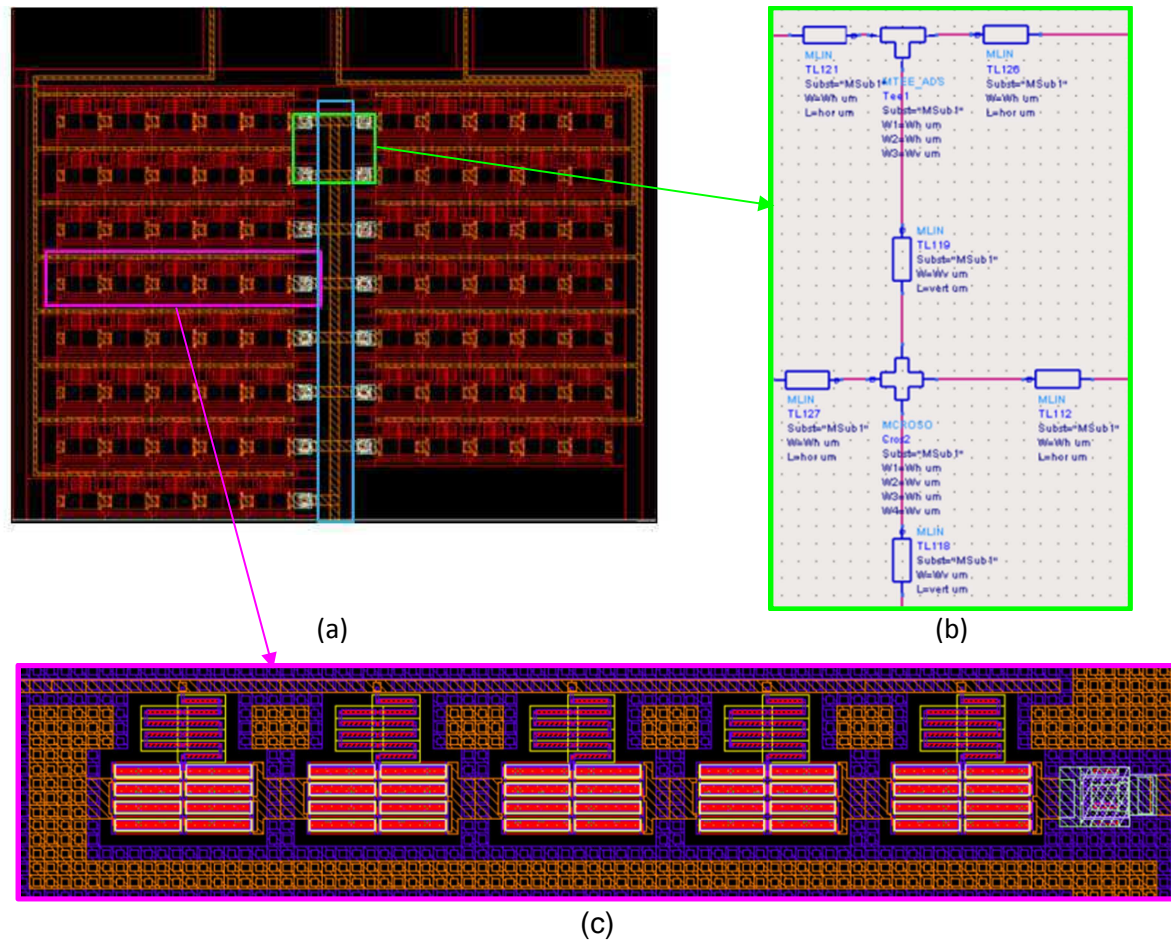 MLIN
TL121
Subst="MSub1"
W=Wh um
L=hor um
MTEE_ADS
Tee1
Subst="MSub1"
W1=Wh um
W2=Wh um
W3=Wv um
MLIN
TL126
Subst="MSub1"
W=Wh um
L=hor um
MLIN
TL119
Subst="MSub1"
W=Wv um
L=vert um
MLIN
TL127
Subst="MSub1"
W=Wh um
L=hor um
MCROSO
Cros2
Subst="MSub1"
W1=Wh um
W2=Wv um
W3=Wh um
W4=Wv um
MLIN
TL112
Subst="MSub1"
W=Wh um
L=hor um
MLIN
TL118
Subst="MSub1"
W=Wv um
L=vert um
(a)
(b)
(c)